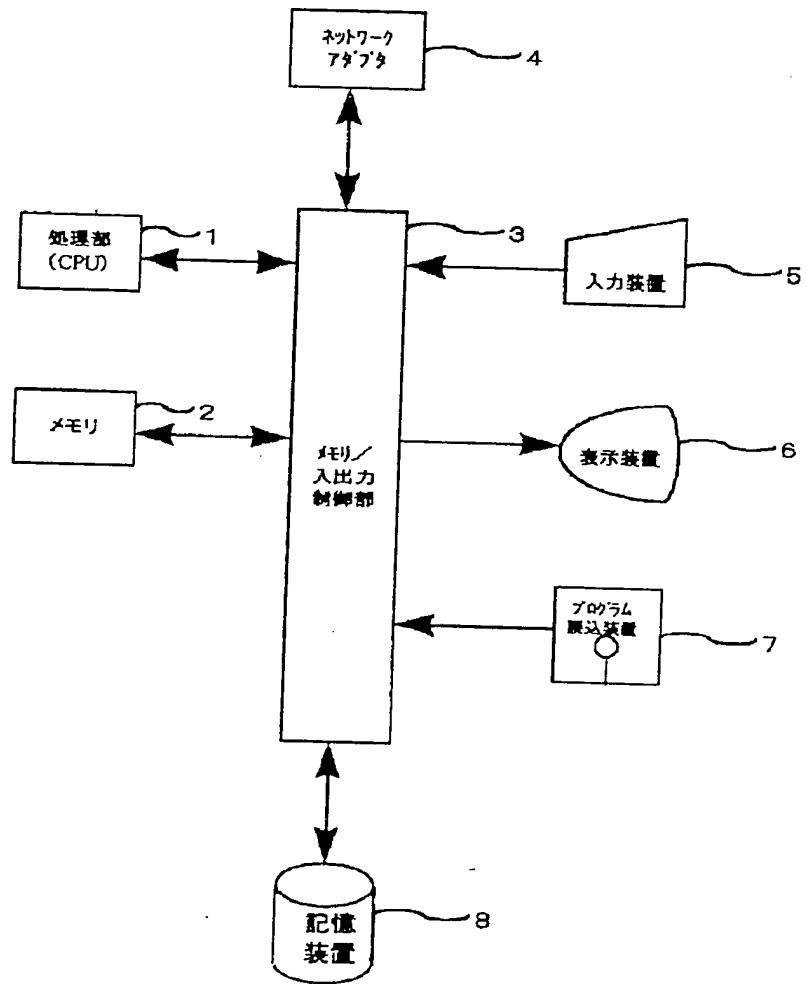 ネットワーク
アダプタ
4
処理部
(CPU)
1
3
入力装置
5
メモリ
2
メモリ／
入出力
制御部
表示装置
6
プログラム
読込装置
7
記憶
装置
8